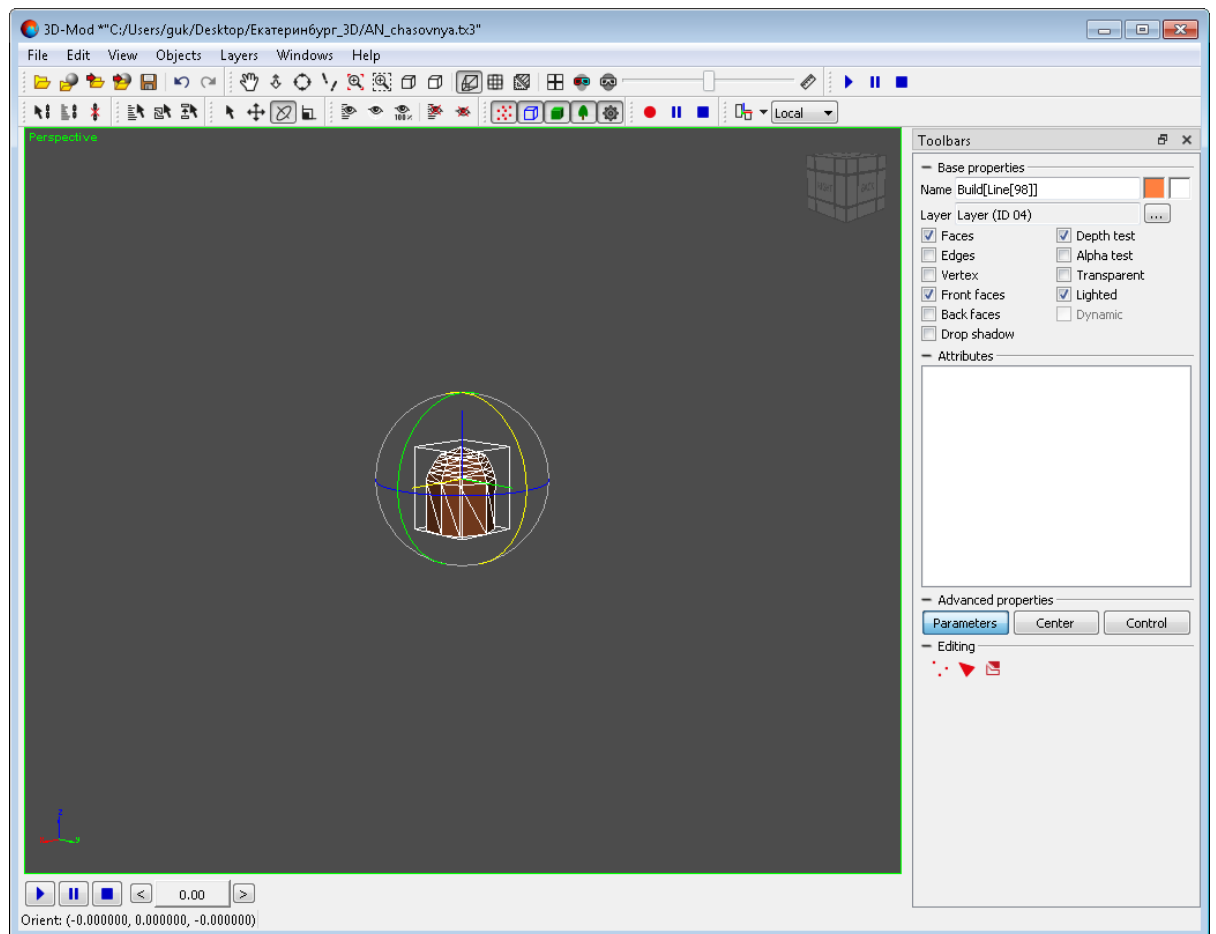 3D-Mod *"C:/Users/guk/Desktop/Екатеринбург_3D/AN_chasovnya.tx3"
File Edit View Objects Layers Windows Help
100%
Local
Perspective
Toolbars
Base properties
Name Build[Line[98]]
Layer Layer (ID 04) ...
Faces Depth test
Edges Alpha test
Vertex Transparent
Front faces Lighted
Back faces Dynamic
Drop shadow
Attributes
Advanced properties
Parameters Center Control
Editing
z
< 0.00 >
Orient: (-0.000000, 0.000000, -0.000000)